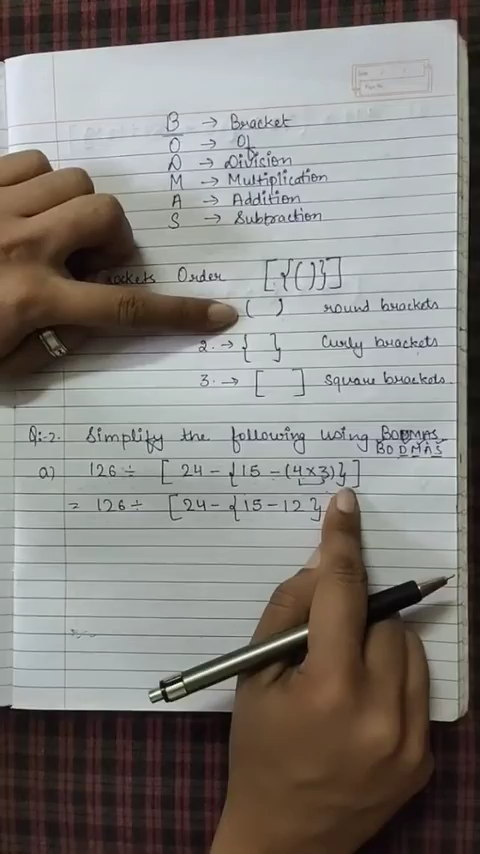 B → Bracket
O → Of
D → Division
M → Multiplication
A → Addition
S → Subtraction
Order [{()}]
( ) round brackets
2. → { } Curly brackets
3. → [ ] Square brackets.
Q:-2. Simplify the following using BODMAS
BODMAS
a) 126 ÷ [ 24 - { 15 - (4×3)} ]
= 126 ÷ [ 24 - { 15 - 12 }